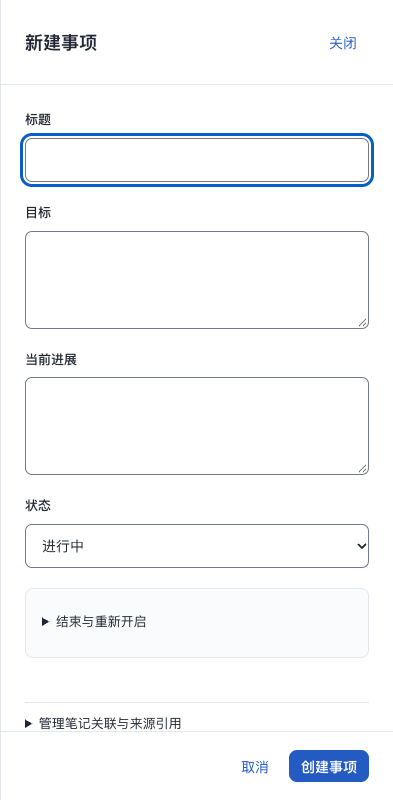 新建事项
关闭
标题
目标
当前进展
状态
进行中
结束与重新开启
管理笔记关联与来源引用
取消
创建事项